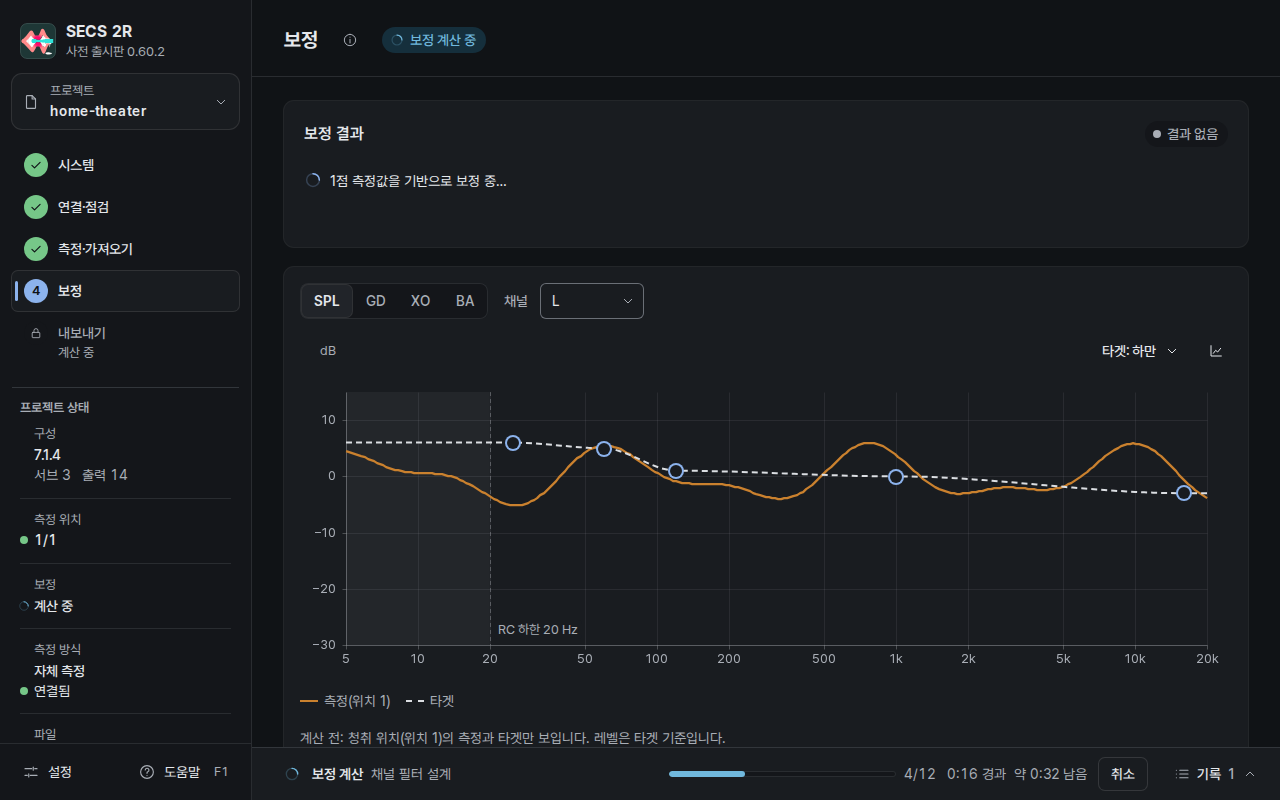 SECS 2R
사전 출시판 0.60.2
프로젝트
home-theater
시스템
연결·점검
측정·가져오기
4 보정
내보내기
계산 중
프로젝트 상태
구성
7.1.4
서브 3 출력 14
측정 위치
1/1
보정
계산 중
측정 방식
자체 측정
연결됨
파일
설정 도움말 F1
보정 보정 계산 중
보정 결과 결과 없음
1점 측정값을 기반으로 보정 중...
SPL GD XO BA 채널 L
dB 타겟: 하만
10
0
−10
−20
−30
RC 하한 20 Hz
5 10 20 50 100 200 500 1k 2k 5k 10k 20k
측정(위치 1) 타겟
계산 전: 청취 위치(위치 1)의 측정과 타겟만 보입니다. 레벨은 타겟 기준입니다.
보정 계산 채널 필터 설계 4/12 0:16 경과 약 0:32 남음 취소 기록 1